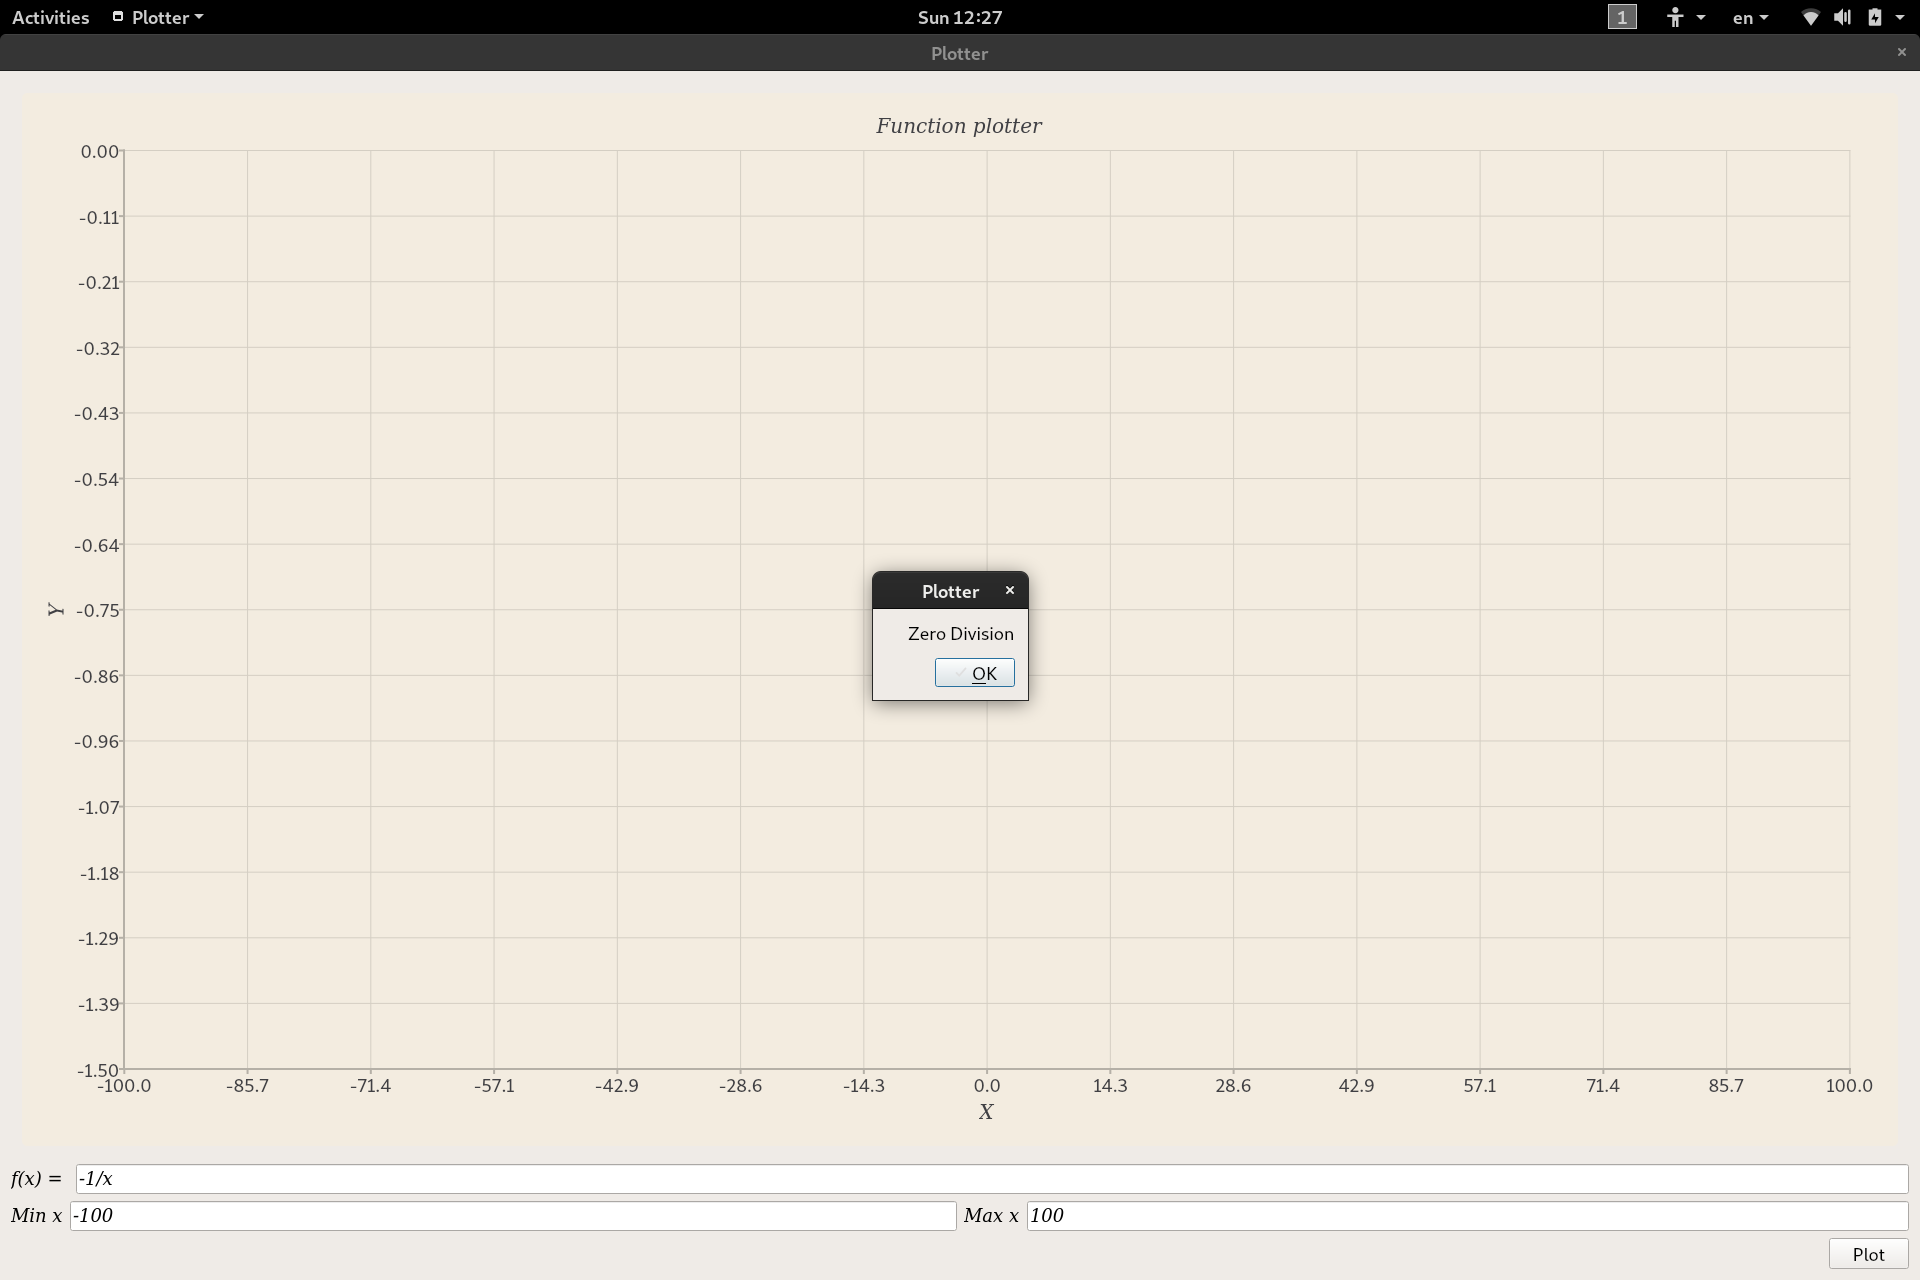 Activities Plotter Sun 12:27 1 en
Plotter
Function plotter
0.00
-0.11
-0.21
-0.32
-0.43
-0.54
-0.64
Y
-0.75
-0.86
-0.96
-1.07
-1.18
-1.29
-1.39
-1.50
Plotter
Zero Division
OK
-100.0 -85.7 -71.4 -57.1 -42.9 -28.6 -14.3 0.0 14.3 28.6 42.9 57.1 71.4 85.7 100.0
X
f(x) = -1/x
Min x -100 Max x 100
Plot